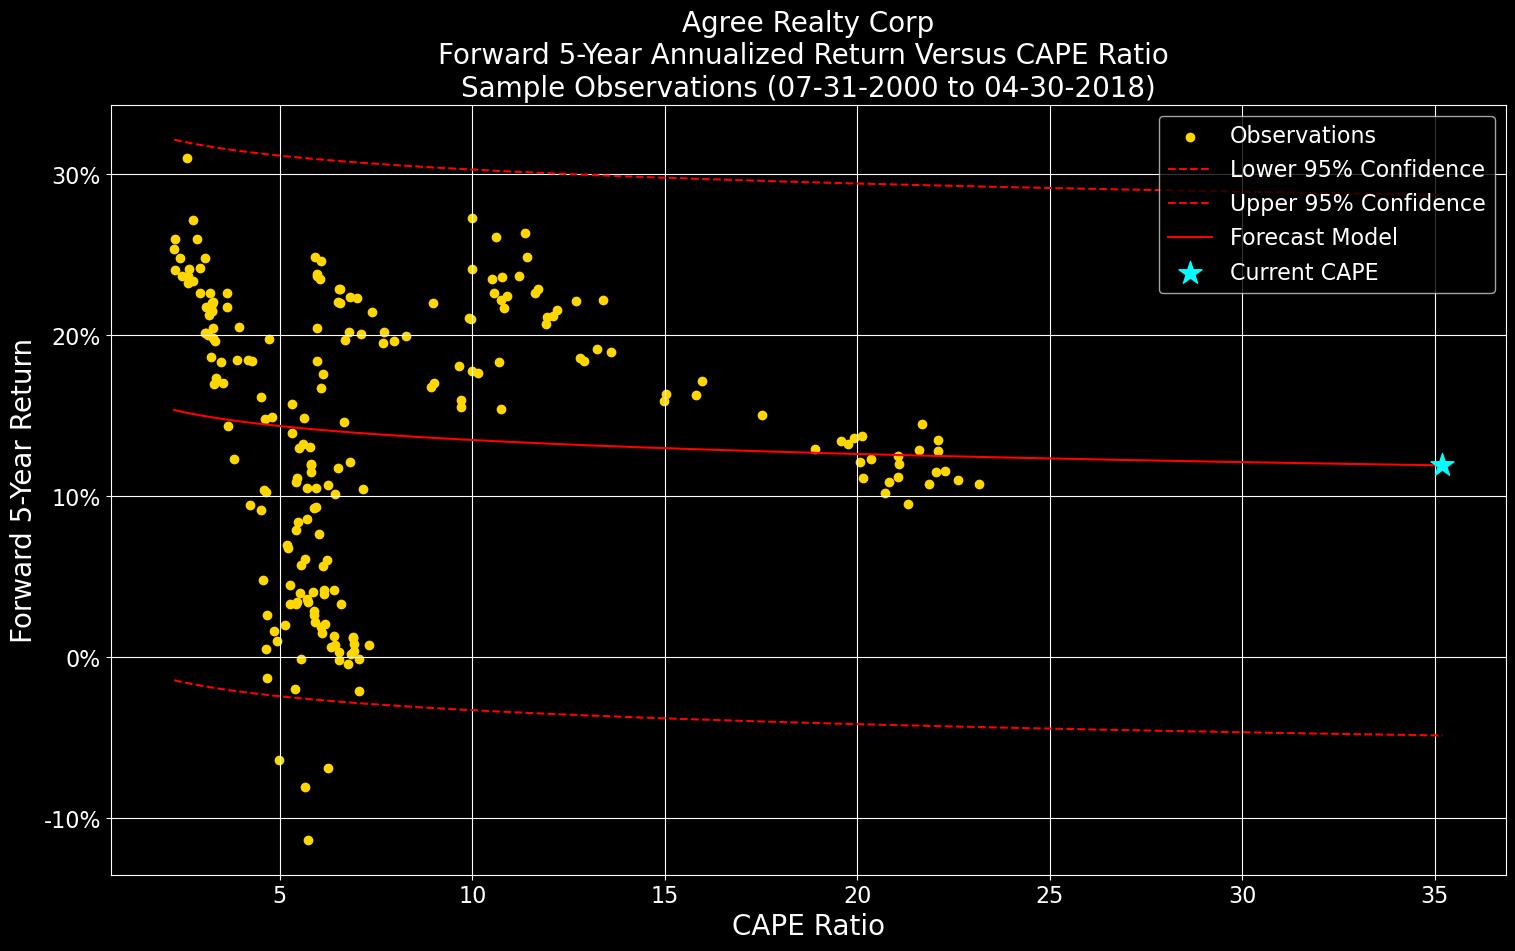 Agree Realty Corp
Forward 5-Year Annualized Return Versus CAPE Ratio
Sample Observations (07-31-2000 to 04-30-2018)
Observations
Lower 95% Confidence
Upper 95% Confidence
Forecast Model
Current CAPE
Forward 5-Year Return
30%
20%
10%
0%
-10%
5
10
15
20
25
30
35
CAPE Ratio